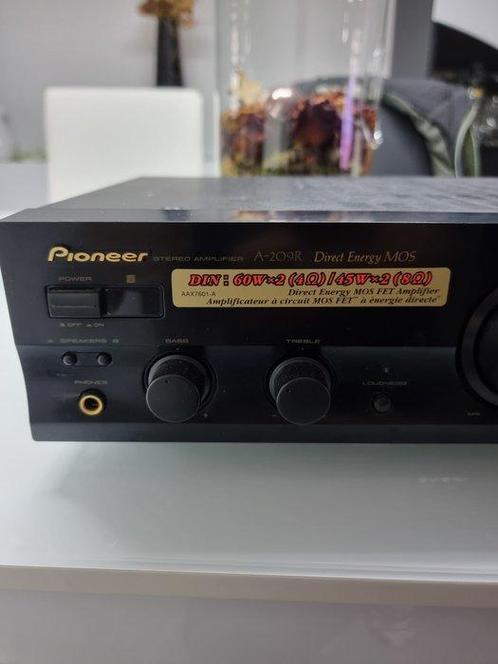 Pioneer STEREO AMPLIFIER A-209R Direct Energy MOS
POWER
DIN : 60W×2 (4Ω) / 45W×2 (8Ω)
AAX7601-A
Direct Energy MOS FET Amplifier
Amplificateur à circuit MOS FET à énergie directe
OFF ON
A SPEAKERS B
BASS
TREBLE
PHONES
LOUDNESS